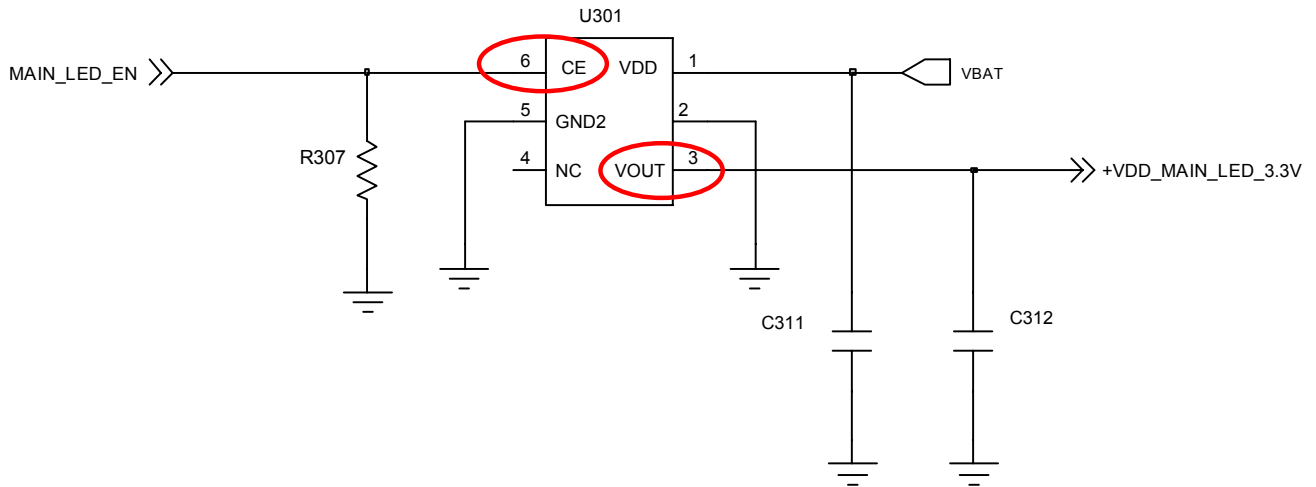 U301
MAIN_LED_EN
6 CE VDD 1
VBAT
5 GND2 2
R307
4 NC VOUT 3
+VDD_MAIN_LED_3.3V
C311
C312